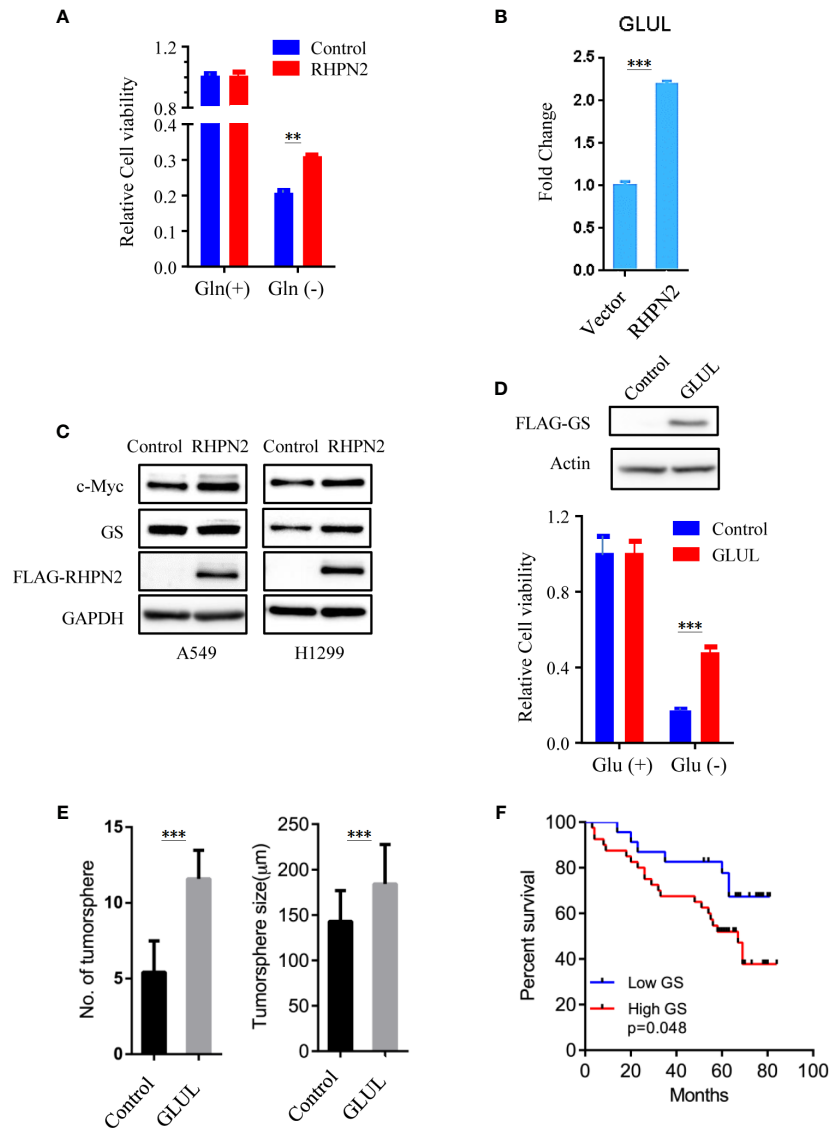 A
Relative Cell viability
1.2
0.8
0.4
0.3
0.2
0.1
0.0
Control
RHPN2
**
Gln(+)
Gln (-)
B
GLUL
Fold Change
2.5
2.0
1.5
1.0
0.5
0.0
***
Vector
RHPN2
C
Control RHPN2
Control RHPN2
c-Myc
GS
FLAG-RHPN2
GAPDH
A549
H1299
D
Control
GLUL
FLAG-GS
Actin
Relative Cell viability
1.2
0.8
0.4
0.0
Control
GLUL
***
Glu (+)
Glu (-)
E
No. of tumorsphere
15
10
5
0
***
Control
GLUL
Tumorsphere size(μm)
250
200
150
100
50
0
***
Control
GLUL
F
Percent survival
100
80
60
40
20
0
Low GS
High GS
p=0.048
0
20
40
60
80
100
Months